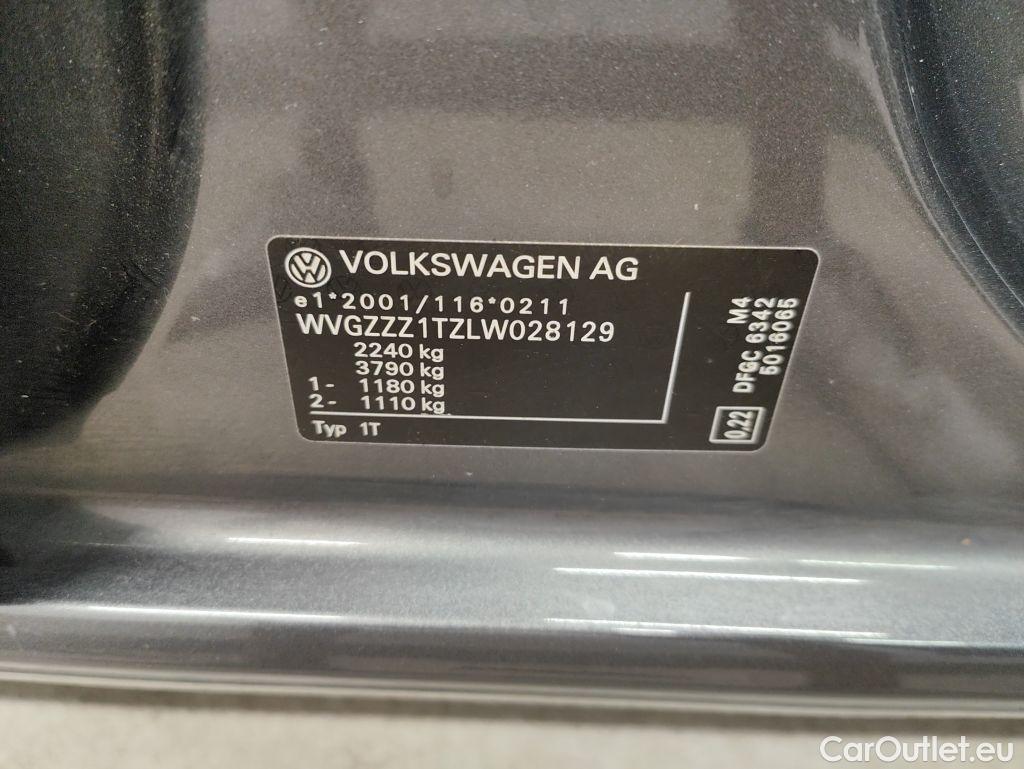 VOLKSWAGEN AG
e1*2001/116*0211
WVGZZZ1TZLW028129
2240 kg
3790 kg
1- 1180 kg
2- 1110 kg
Typ 1T
M4
DFGC 6342
5016065
0.22
CarOutlet.eu